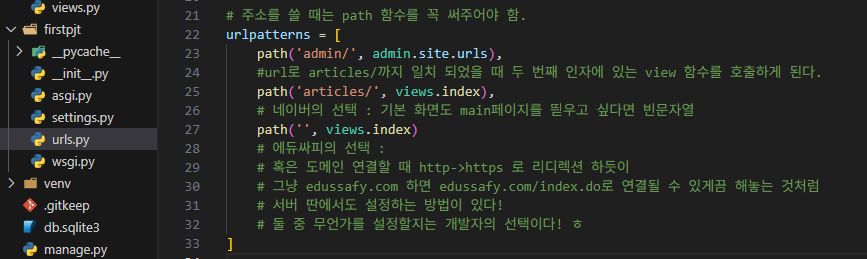 views.py
firstpjt
__pycache__
__init__.py
asgi.py
settings.py
urls.py
wsgi.py
venv
.gitkeep
db.sqlite3
manage.py
21 # 주소를 쓸 때는 path 함수를 꼭 써주어야 함.
22 urlpatterns = [
23 path('admin/', admin.site.urls),
24 #url로 articles/까지 일치 되었을 때 두 번째 인자에 있는 view 함수를 호출하게 된다.
25 path('articles/', views.index),
26 # 네이버의 선택 : 기본 화면도 main페이지를 띄우고 싶다면 빈문자열
27 path('', views.index)
28 # 에듀싸피의 선택 :
29 # 혹은 도메인 연결할 때 http->https 로 리디렉션 하듯이
30 # 그냥 edussafy.com 하면 edussafy.com/index.do로 연결될 수 있게끔 해놓는 것처럼
31 # 서버 딴에서도 설정하는 방법이 있다!
32 # 둘 중 무언가를 설정할지는 개발자의 선택이다! ㅎ
33 ]